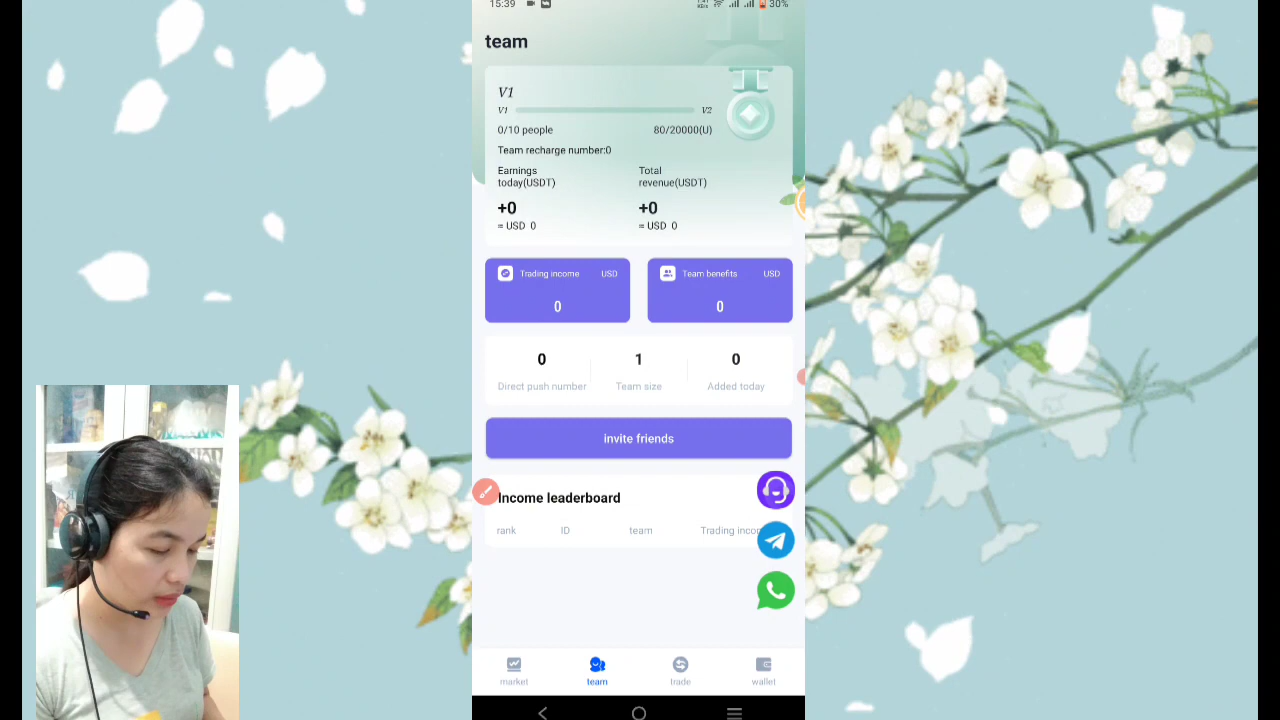 15:39 30%
team
V1
V1 V2
0/10 people 80/20000(U)
Team recharge number:0
Earnings today(USDT) Total revenue(USDT)
+0 +0
≈ USD 0 ≈ USD 0
Trading income USD Team benefits USD
0 0
0 1 0
Direct push number Team size Added today
invite friends
Income leaderboard
rank ID team Trading
market team trade wallet